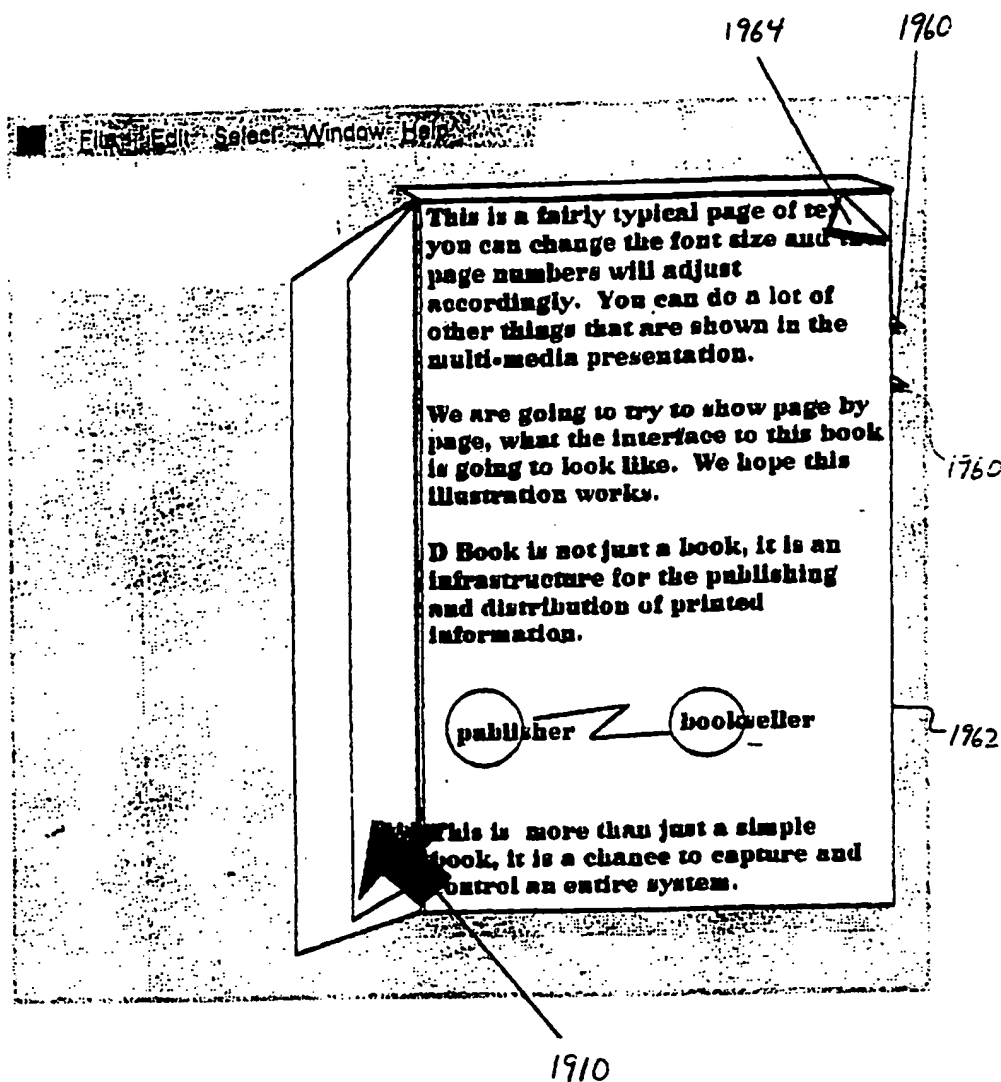 1964 1960
File Edit Select Window Help
This is a fairly typical page of tex
you can change the font size and
page numbers will adjust
accordingly. You can do a lot of
other things that are shown in the
multi-media presentation.
We are going to try to show page by
page, what the interface to this book
is going to look like. We hope this
illustration works.
1960
D Book is not just a book, it is an
infrastructure for the publishing
and distribution of printed
information.
publisher bookseller
1962
This is more than just a simple
book, it is a chance to capture and
control an entire system.
1910